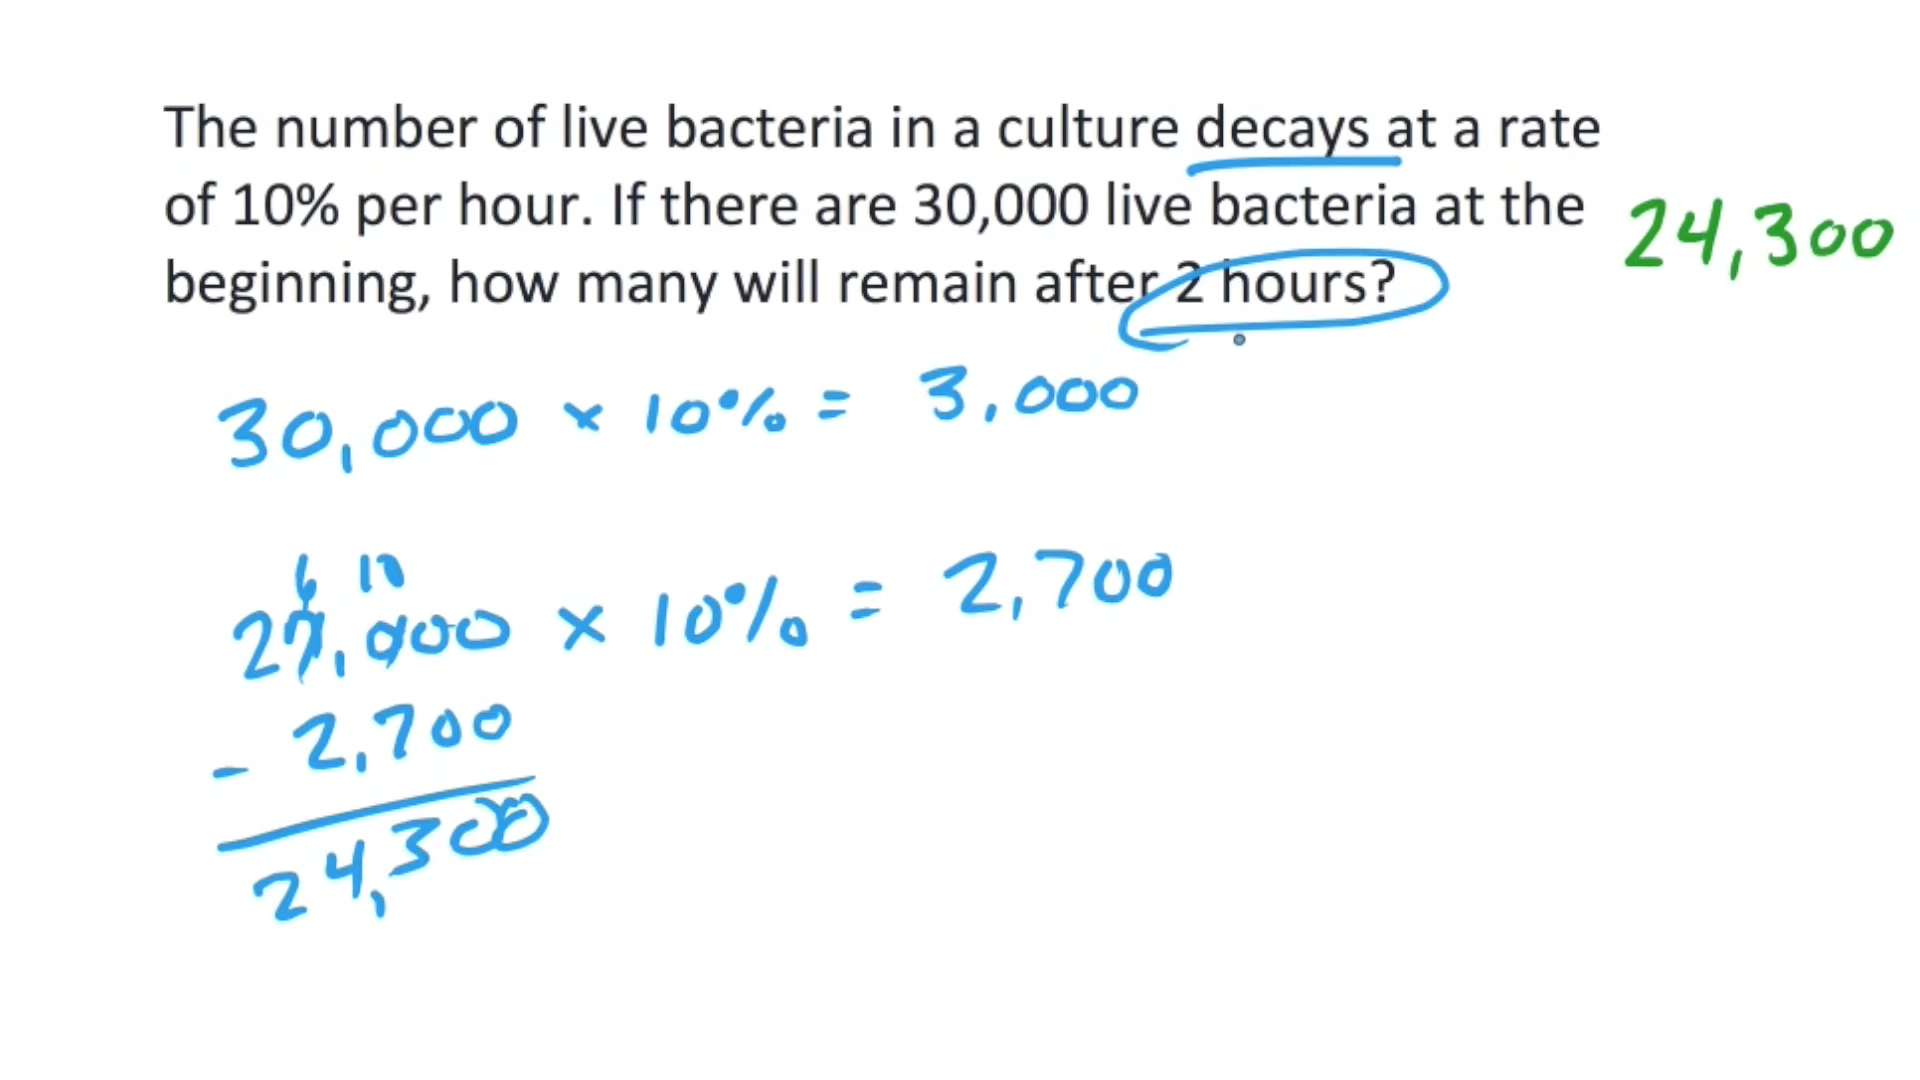 The number of live bacteria in a culture decays at a rate
of 10% per hour. If there are 30,000 live bacteria at the
beginning, how many will remain after 2 hours?
24,300
30,000 × 10% = 3,000
6 10
27,000 × 10% = 2,700
- 2,700
24,300